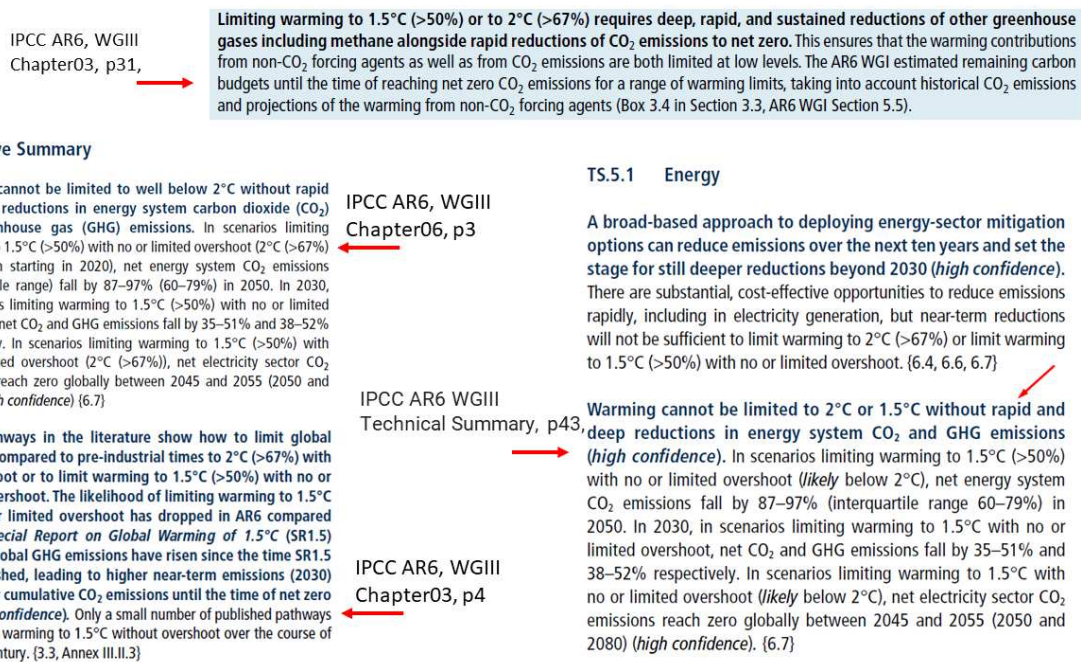 IPCC AR6, WGIII
Chapter03, p31,
Limiting warming to 1.5°C (>50%) or to 2°C (>67%) requires deep, rapid, and sustained reductions of other greenhouse
gases including methane alongside rapid reductions of CO₂ emissions to net zero. This ensures that the warming contributions
from non-CO₂ forcing agents as well as from CO₂ emissions are both limited at low levels. The AR6 WGI estimated remaining carbon
budgets until the time of reaching net zero CO₂ emissions for a range of warming limits, taking into account historical CO₂ emissions
and projections of the warming from non-CO₂ forcing agents (Box 3.4 in Section 3.3, AR6 WGI Section 5.5).
ve Summary
cannot be limited to well below 2°C without rapid
reductions in energy system carbon dioxide (CO₂)
nhouse gas (GHG) emissions. In scenarios limiting
1.5°C (>50%) with no or limited overshoot (2°C (>67%)
n starting in 2020), net energy system CO₂ emissions
le range) fall by 87–97% (60–79%) in 2050. In 2030,
s limiting warming to 1.5°C (>50%) with no or limited
net CO₂ and GHG emissions fall by 35–51% and 38–52%
y. In scenarios limiting warming to 1.5°C (>50%) with
ed overshoot (2°C (>67%)), net electricity sector CO₂
reach zero globally between 2045 and 2055 (2050 and
h confidence) {6.7}
hways in the literature show how to limit global
ompared to pre-industrial times to 2°C (>67%) with
oot or to limit warming to 1.5°C (>50%) with no or
vershoot. The likelihood of limiting warming to 1.5°C
r limited overshoot has dropped in AR6 compared
ecial Report on Global Warming of 1.5°C (SR1.5)
obal GHG emissions have risen since the time SR1.5
shed, leading to higher near-term emissions (2030)
r cumulative CO₂ emissions until the time of net zero
confidence). Only a small number of published pathways
warming to 1.5°C without overshoot over the course of
ntury. {3.3, Annex III.II.3}
IPCC AR6, WGIII
Chapter06, p3
IPCC AR6 WGIII
Technical Summary, p43,
IPCC AR6, WGIII
Chapter03, p4
TS.5.1 Energy
A broad-based approach to deploying energy-sector mitigation
options can reduce emissions over the next ten years and set the
stage for still deeper reductions beyond 2030 (high confidence).
There are substantial, cost-effective opportunities to reduce emissions
rapidly, including in electricity generation, but near-term reductions
will not be sufficient to limit warming to 2°C (>67%) or limit warming
to 1.5°C (>50%) with no or limited overshoot. {6.4, 6.6, 6.7}
Warming cannot be limited to 2°C or 1.5°C without rapid and
deep reductions in energy system CO₂ and GHG emissions
(high confidence). In scenarios limiting warming to 1.5°C (>50%)
with no or limited overshoot (likely below 2°C), net energy system
CO₂ emissions fall by 87–97% (interquartile range 60–79%) in
2050. In 2030, in scenarios limiting warming to 1.5°C with no or
limited overshoot, net CO₂ and GHG emissions fall by 35–51% and
38–52% respectively. In scenarios limiting warming to 1.5°C with
no or limited overshoot (likely below 2°C), net electricity sector CO₂
emissions reach zero globally between 2045 and 2055 (2050 and
2080) (high confidence). {6.7}